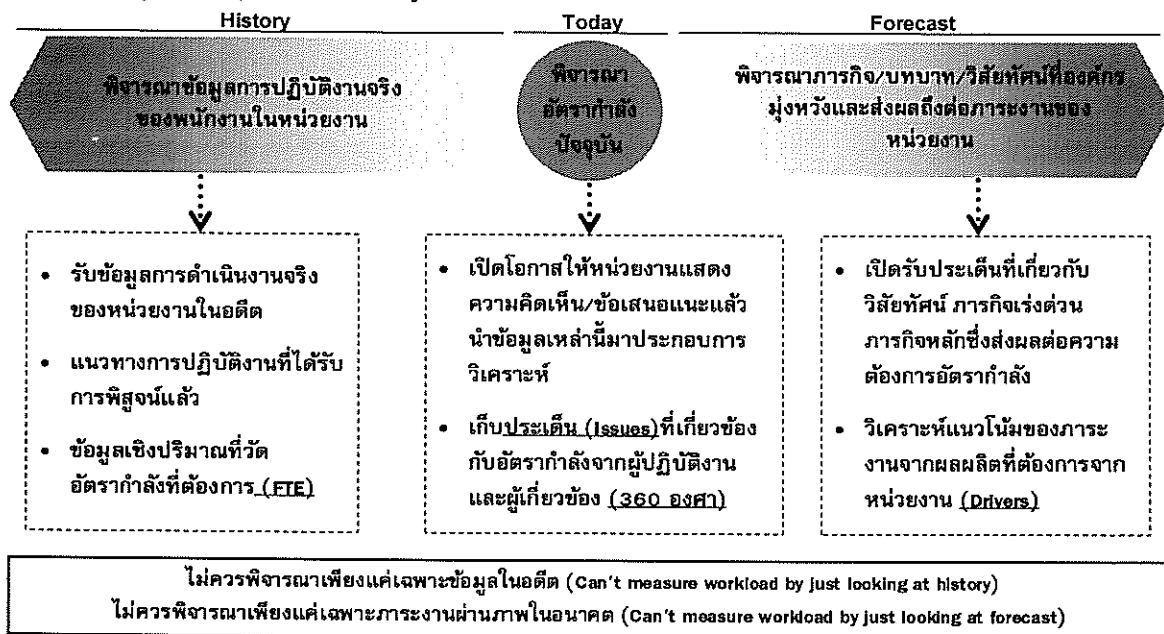 History
Today
Forecast
พิจารณาข้อมูลการปฏิบัติงานจริง
ของพนักงานในหน่วยงาน
พิจารณา
อัตรากำลัง
ปัจจุบัน
พิจารณาภารกิจ/บทบาท/วิสัยทัศน์ที่องค์กร
มุ่งหวังและส่งผลถึงต่อภาระงานของ
หน่วยงาน
• รับข้อมูลการดำเนินงานจริง
ของหน่วยงานในอดีต
• แนวทางการปฏิบัติงานที่ได้รับ
การพิสูจน์แล้ว
• ข้อมูลเชิงปริมาณที่วัด
อัตรากำลังที่ต้องการ (FTE)
• เปิดโอกาสให้หน่วยงานแสดง
ความคิดเห็น/ข้อเสนอแนะแล้ว
นำข้อมูลเหล่านี้มาประกอบการ
วิเคราะห์
• เก็บประเด็น (Issues)ที่เกี่ยวข้อง
กับอัตรากำลังจากผู้ปฏิบัติงาน
และผู้เกี่ยวข้อง (360 องศา)
• เปิดรับประเด็นที่เกี่ยวกับ
วิสัยทัศน์ ภารกิจเร่งด่วน
ภารกิจหลักซึ่งส่งผลต่อความ
ต้องการอัตรากำลัง
• วิเคราะห์แนวโน้มของภาระ
งานจากผลผลิตที่ต้องการจาก
หน่วยงาน (Drivers)
ไม่ควรพิจารณาเพียงแค่เฉพาะข้อมูลในอดีต (Can't measure workload by just looking at history)
ไม่ควรพิจารณาเพียงแค่เฉพาะภาระงานผ่านภาพในอนาคต (Can't measure workload by just looking at forecast)